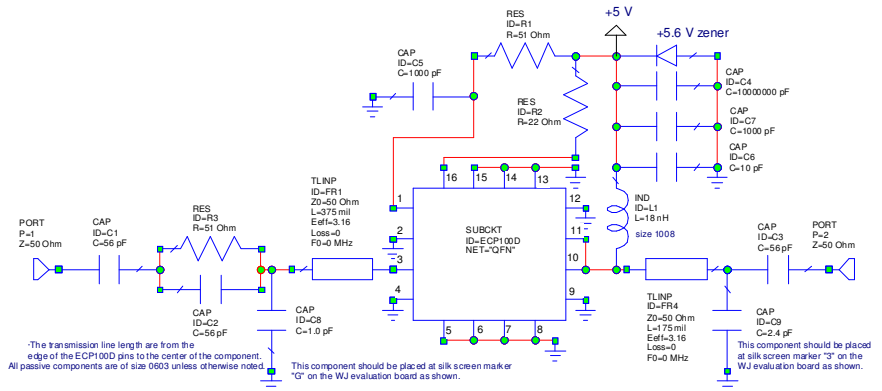 +5 V
RES
ID=R1
R=51 Ohm
+5.6 V zener
CAP
ID=C5
C=1000 pF
CAP
ID=C4
C=10000000 pF
RES
ID=R2
R=22 Ohm
CAP
ID=C7
C=1000 pF
CAP
ID=C6
C=10 pF
16
15
14
13
TLINP
ID=FR1
Z0=50 Ohm
L=375 mil
Eeff=3.16
Loss=0
F0=0 MHz
1
12
IND
ID=L1
L=18 nH
size 1008
RES
ID=R3
R=51 Ohm
PORT
P=1
Z=50 Ohm
CAP
ID=C1
C=56 pF
2
SUBCKT
ID=ECP100D
NET="QFN"
11
CAP
ID=C3
C=56 pF
PORT
P=2
Z=50 Ohm
3
10
4
9
CAP
ID=C2
C=56 pF
CAP
ID=C8
C=1.0 pF
5
6
7
8
TLINP
ID=FR4
Z0=50 Ohm
L=175 mil
Eeff=3.16
Loss=0
F0=0 MHz
CAP
ID=C9
C=2.4 pF
-The transmission line length are from the
edge of the ECP100D pins to the center of the component.
All passive components are of size 0603 unless otherwise noted.
This component should be placed at silk screen marker
"G" on the WJ evaluation board as shown.
This component should be placed
at silk screen marker "3" on the
WJ evaluation board as shown.